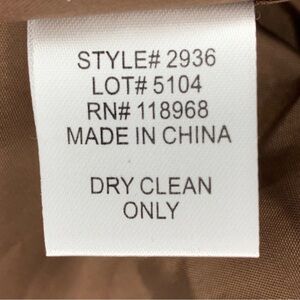 STYLE# 2936
LOT# 5104
RN# 118968
MADE IN CHINA
DRY CLEAN
ONLY